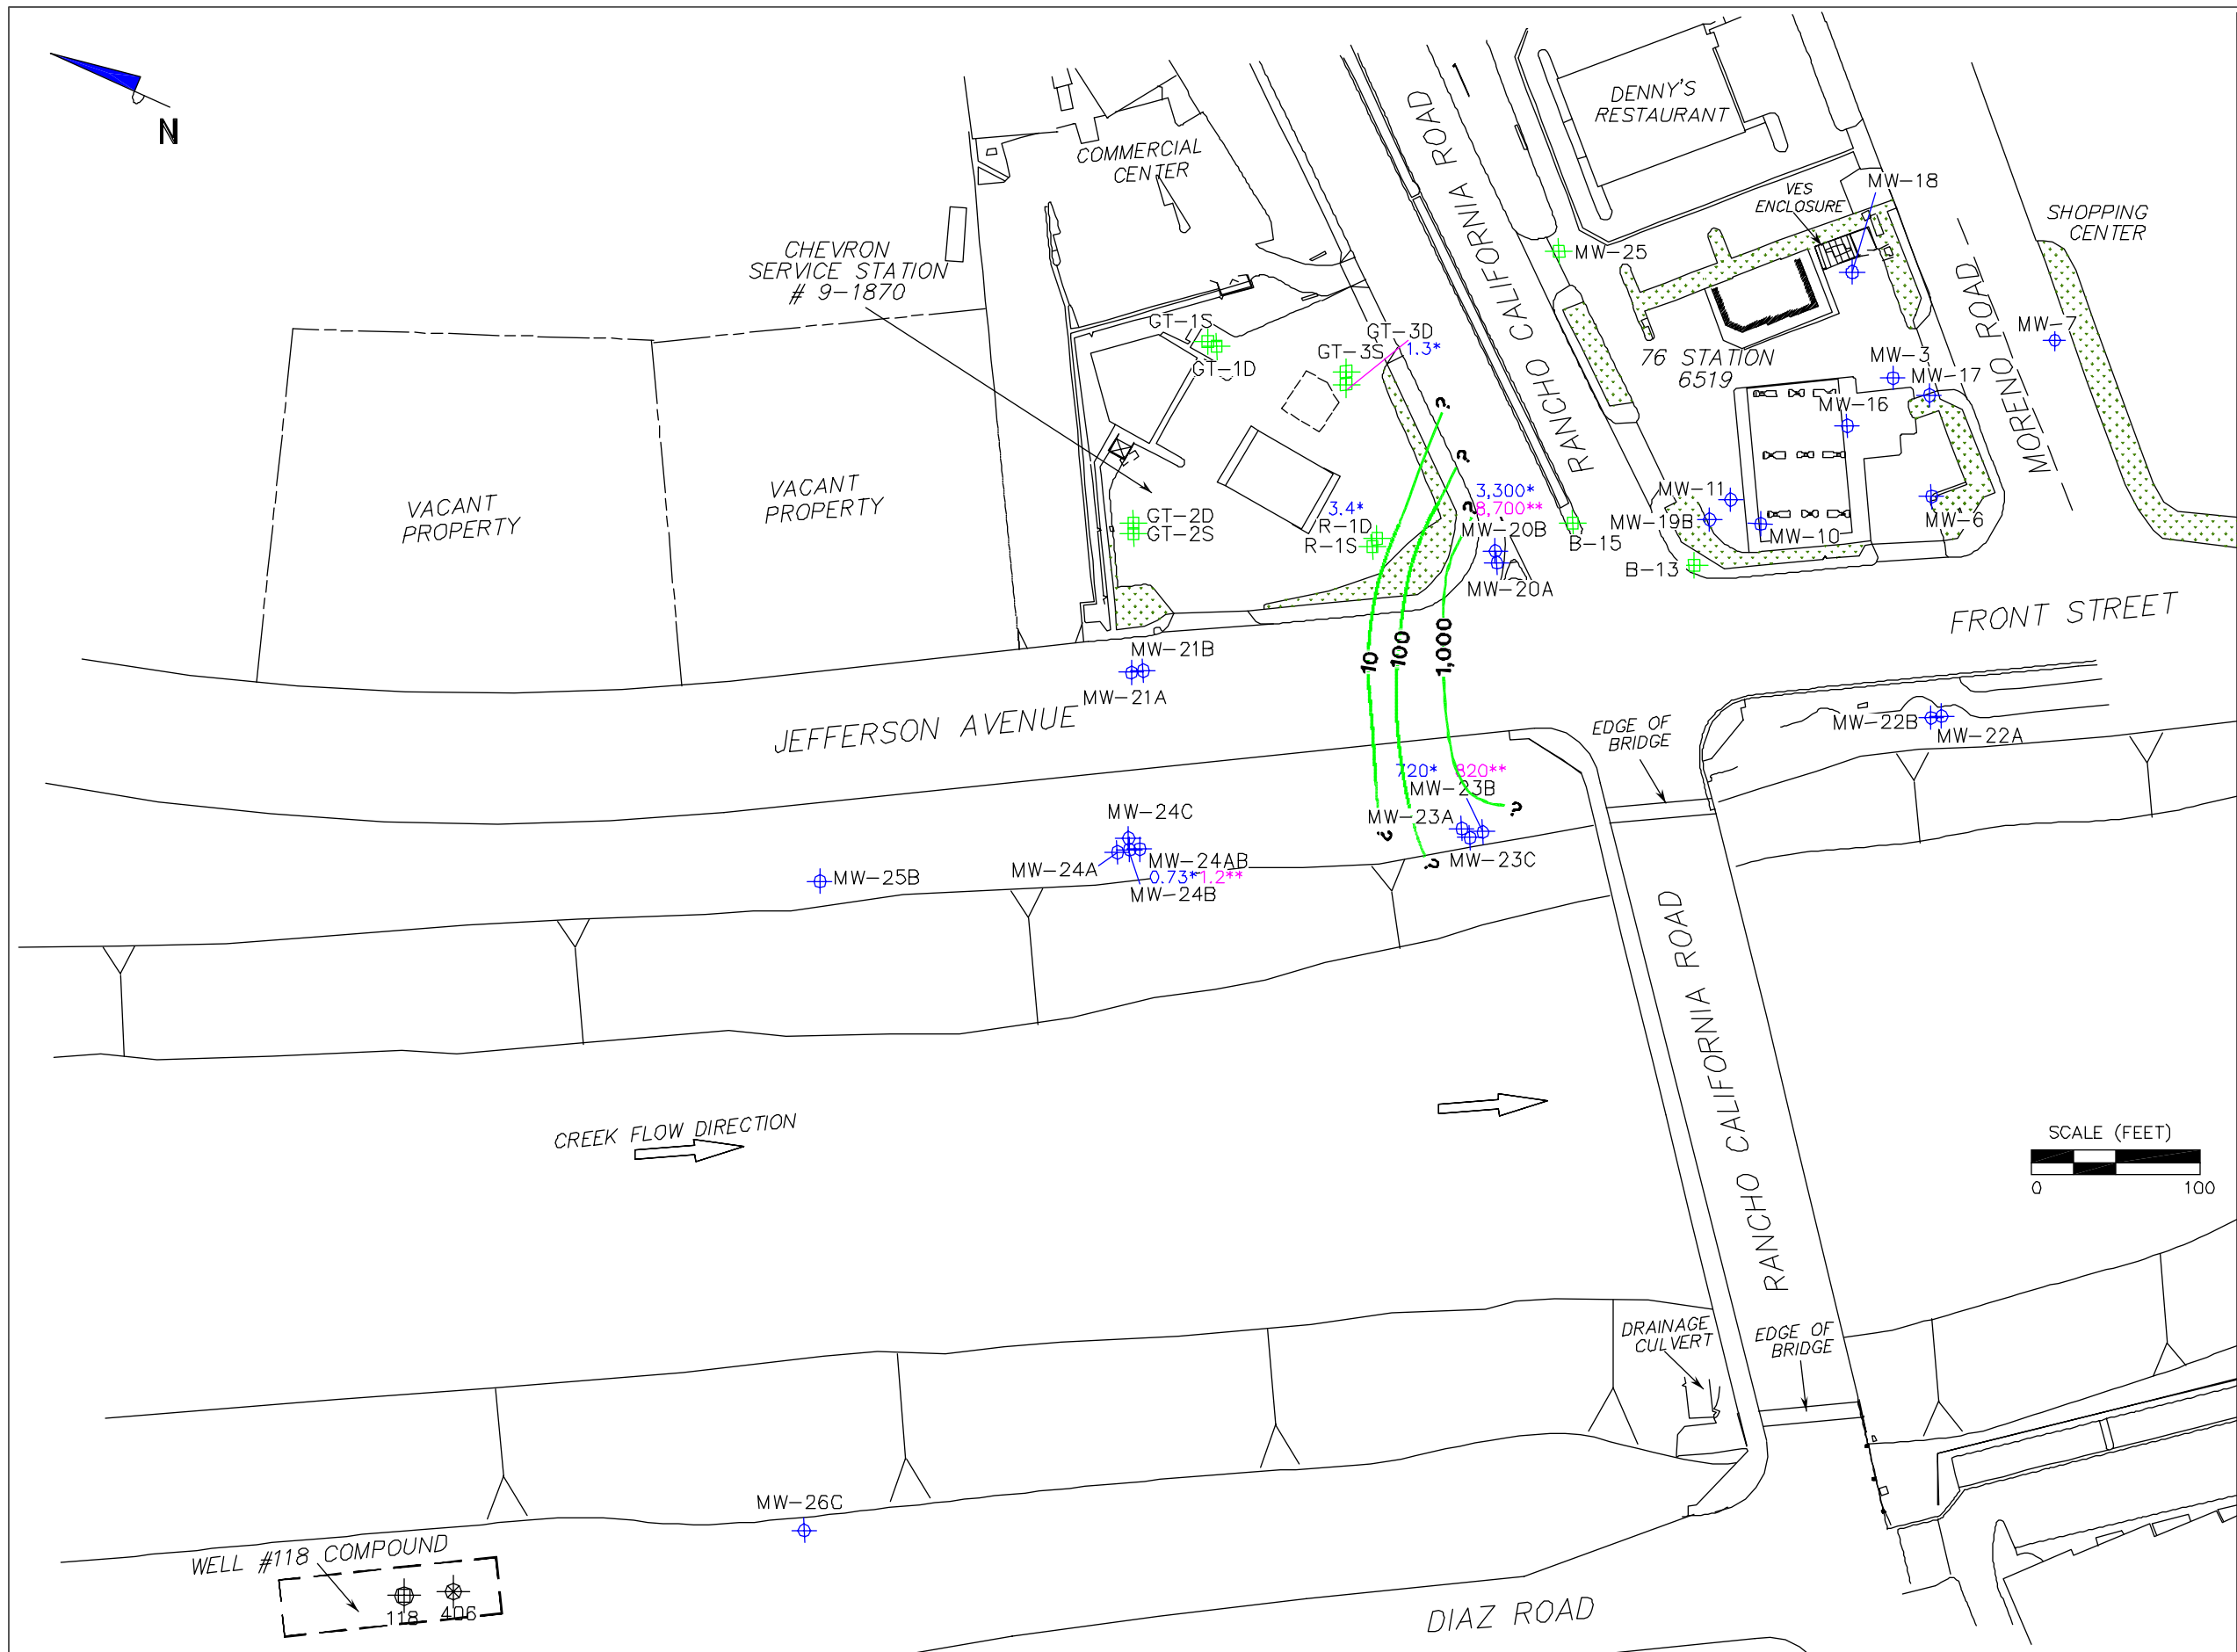 N
COMMERCIAL
CENTER
CHEVRON
SERVICE STATION
# 9-1870
RANCHO CALIFORNIA ROAD
DENNY'S
RESTAURANT
VES
ENCLOSURE
MW-18
SHOPPING
CENTER
MW-25
GT-1S
GT-1D
GT-3D
1.3*
GT-3S
76 STATION
6519
MW-7
MW-3
MW-17
MW-16
MORENO ROAD
?
?
?
VACANT
PROPERTY
VACANT
PROPERTY
GT-2D
GT-2S
3.4*
R-1D
R-1S
3,300*
8,700**
MW-20B
MW-20A
B-15
MW-11
MW-19B
MW-10
MW-6
B-13
FRONT STREET
10
100
1,000
MW-21B
MW-21A
JEFFERSON AVENUE
EDGE OF
BRIDGE
MW-22B
MW-22A
720*
820**
MW-23B
MW-23A
MW-23C
?
?
?
MW-24C
MW-24A
MW-24AB
0.73*
1.2**
MW-24B
MW-25B
RANCHO CALIFORNIA ROAD
CREEK FLOW DIRECTION
SCALE (FEET)
0
100
DRAINAGE
CULVERT
EDGE OF
BRIDGE
MW-26C
WELL #118 COMPOUND
118
406
DIAZ ROAD